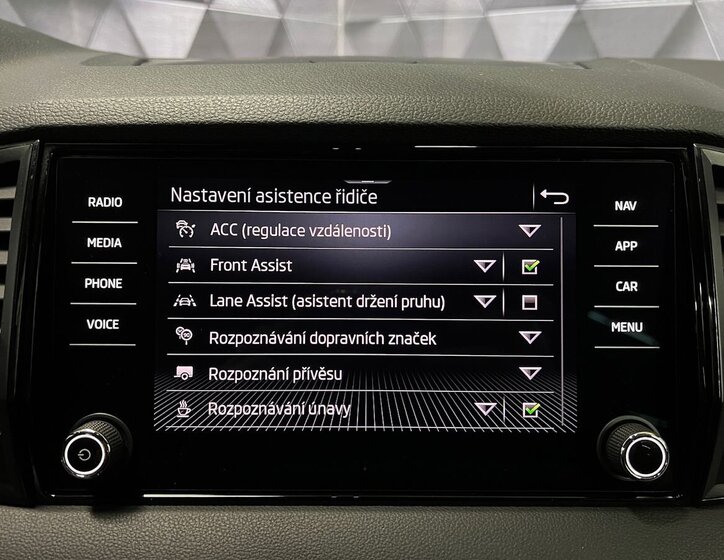 RADIO
MEDIA
PHONE
VOICE
Nastavení asistence řidiče
ACC (regulace vzdálenosti)
Front Assist
Lane Assist (asistent držení pruhu)
Rozpoznávání dopravních značek
Rozpoznání přívěsu
Rozpoznávání únavy
NAV
APP
CAR
MENU